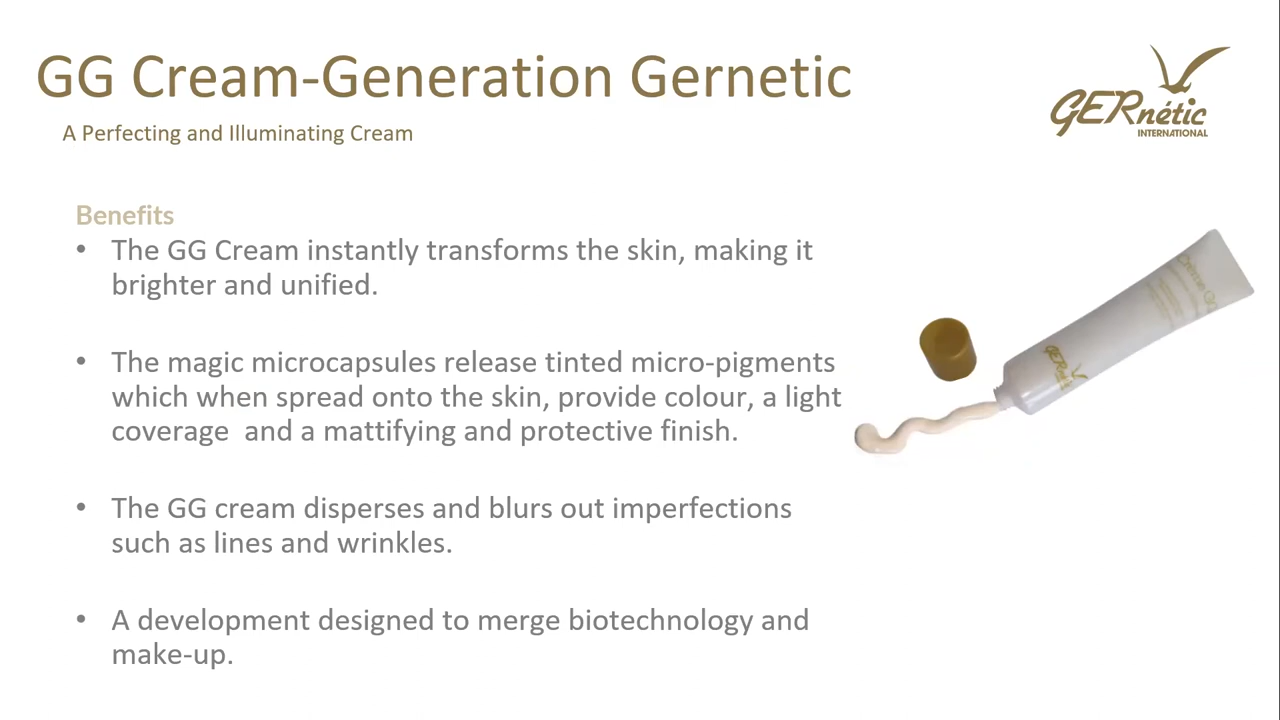 GG Cream-Generation Gernetic
A Perfecting and Illuminating Cream
GERnétic
INTERNATIONAL
Benefits
• The GG Cream instantly transforms the skin, making it
brighter and unified.
• The magic microcapsules release tinted micro-pigments
which when spread onto the skin, provide colour, a light
coverage  and a mattifying and protective finish.
• The GG cream disperses and blurs out imperfections
such as lines and wrinkles.
• A development designed to merge biotechnology and
make-up.
Crème GG
GERnétic